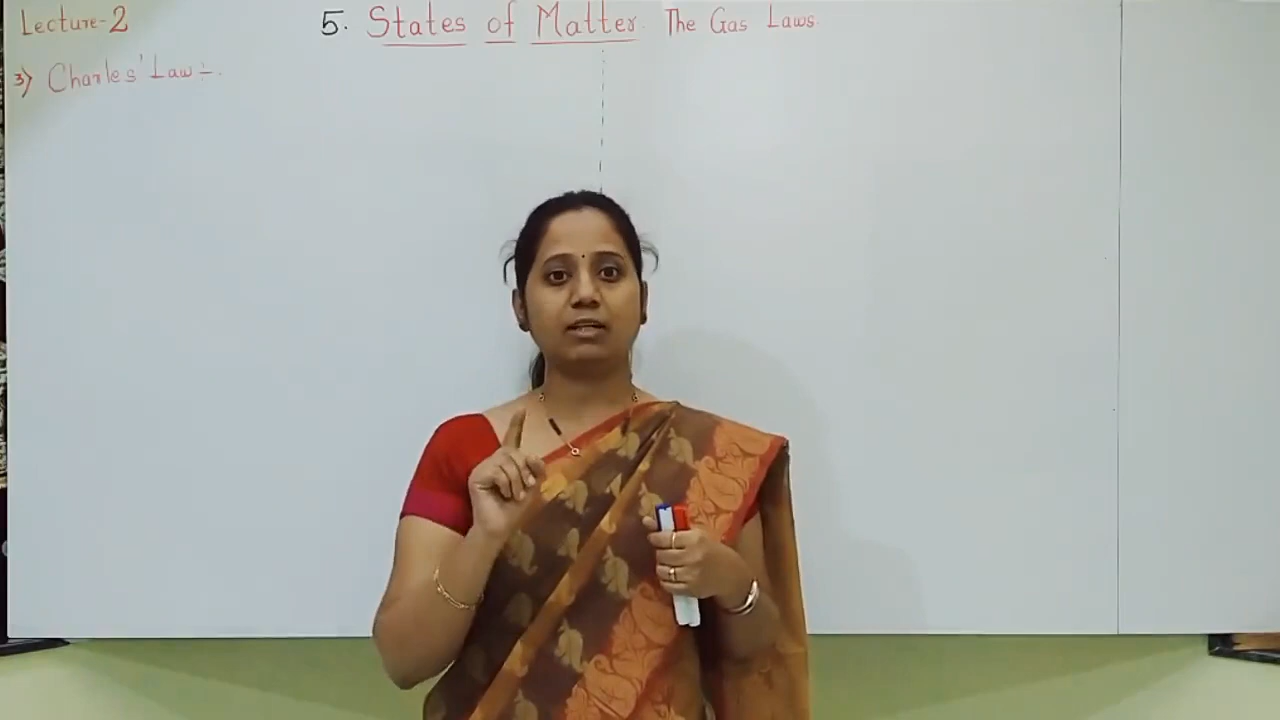 Lecture-2
5. States of Matter. The Gas Laws.
3) Charles' Law :-